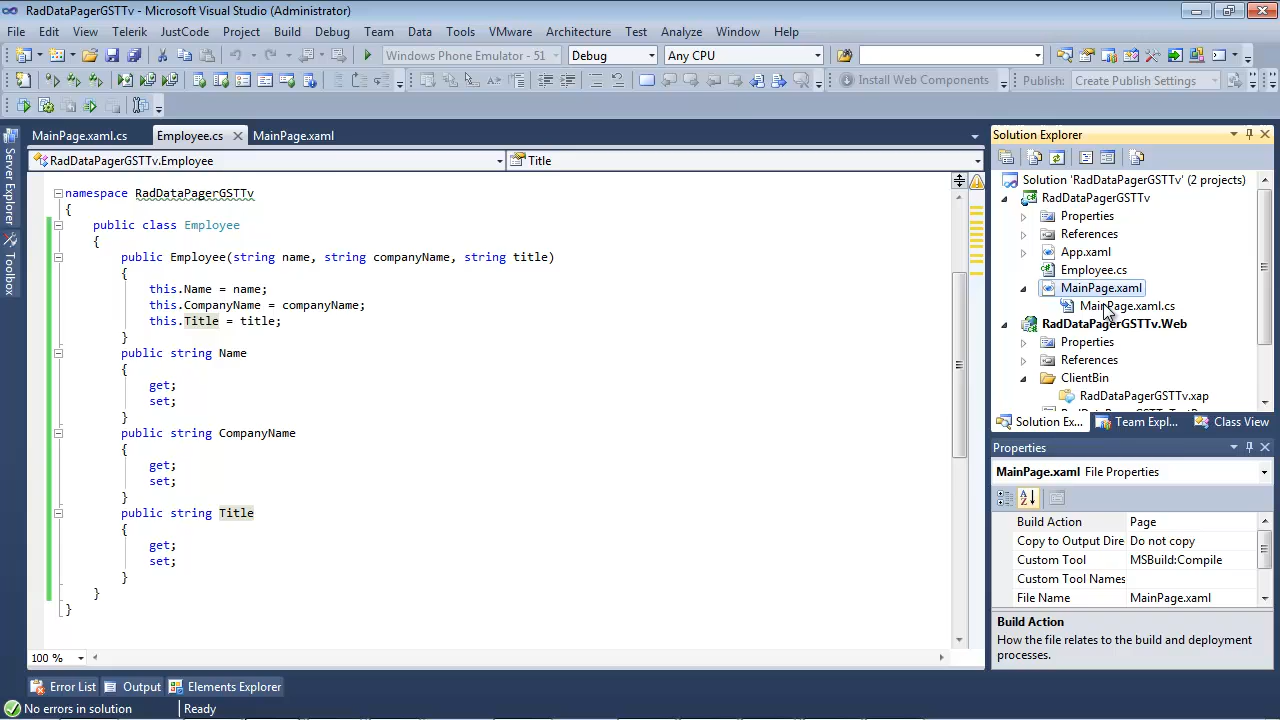 RadDataPagerGSTTv - Microsoft Visual Studio (Administrator)
File Edit View Telerik JustCode Project Build Debug Team Data Tools VMware Architecture Test Analyze Window Help
Windows Phone Emulator - 51 Debug Any CPU
Install Web Components Publish: Create Publish Settings
MainPage.xaml.cs Employee.cs MainPage.xaml
RadDataPagerGSTTv.Employee Title
namespace RadDataPagerGSTTv
{
public class Employee
{
public Employee(string name, string companyName, string title)
{
this.Name = name;
this.CompanyName = companyName;
this.Title = title;
}
public string Name
{
get;
set;
}
public string CompanyName
{
get;
set;
}
public string Title
{
get;
set;
}
}
}
100 %
Server Explorer
Toolbox
Solution Explorer
Solution 'RadDataPagerGSTTv' (2 projects)
RadDataPagerGSTTv
Properties
References
App.xaml
Employee.cs
MainPage.xaml
MainPage.xaml.cs
RadDataPagerGSTTv.Web
Properties
References
ClientBin
RadDataPagerGSTTv.xap
Solution Ex... Team Expl... Class View
Properties
MainPage.xaml File Properties
Build Action Page
Copy to Output Dire Do not copy
Custom Tool MSBuild:Compile
Custom Tool Names
File Name MainPage.xaml
Build Action
How the file relates to the build and deployment
processes.
Error List Output Elements Explorer
No errors in solution Ready